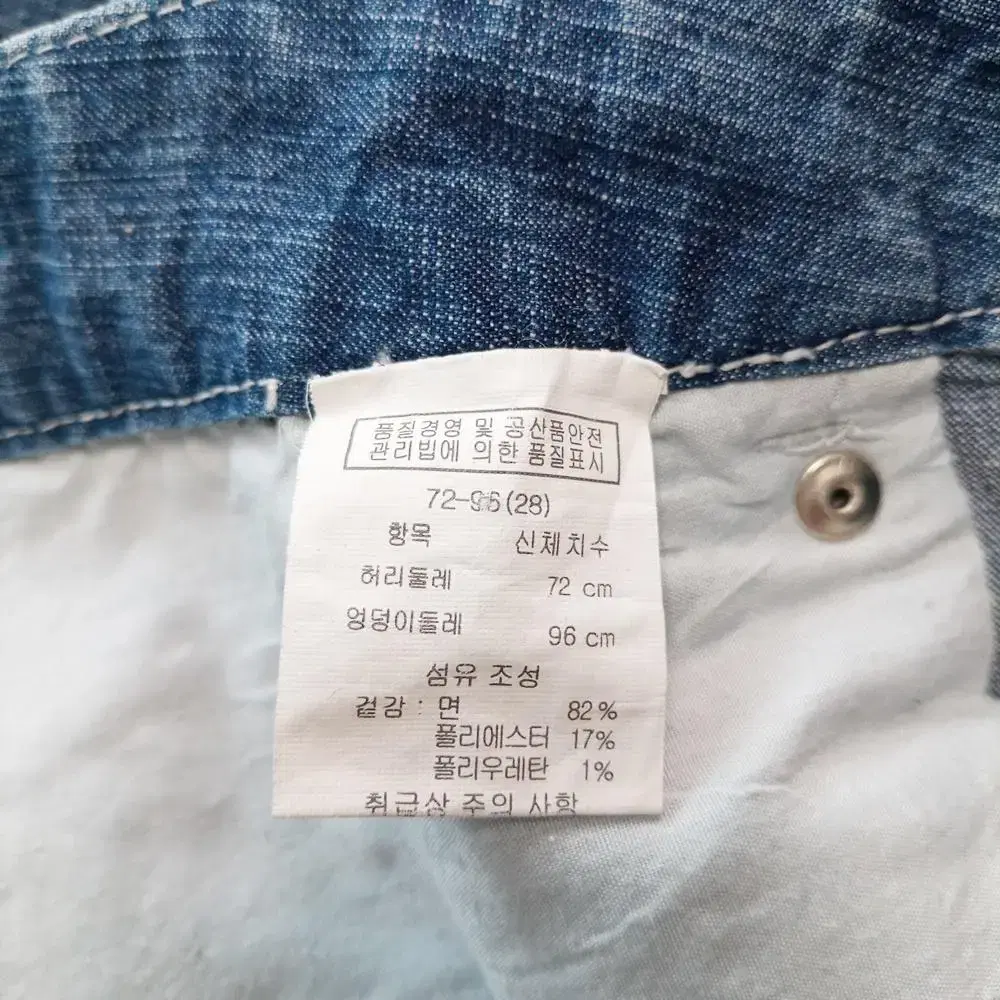 품질경영 및 공산품안전
관리법에 의한 품질표시
72-96(28)
항목 신체치수
허리둘레 72 cm
엉덩이둘레 96 cm
섬유 조성
겉감 : 면 82%
폴리에스터 17%
폴리우레탄 1%
취급상 주의 사항